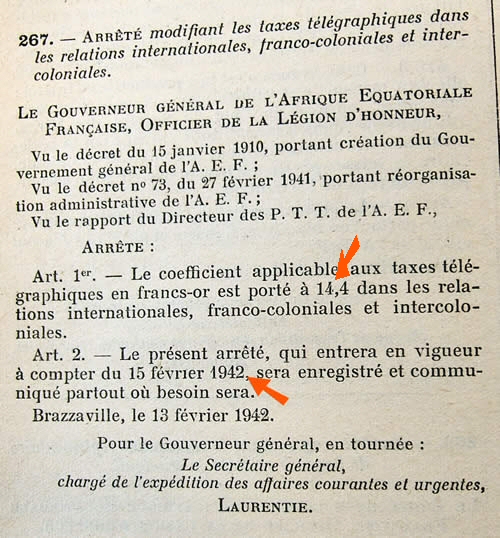 267. — ARRÊTÉ modifiant les taxes télégraphiques dans
les relations internationales, franco-coloniales et inter-
coloniales.
LE GOUVERNEUR GÉNÉRAL DE L'AFRIQUE EQUATORIALE
FRANÇAISE, OFFICIER DE LA LÉGION D'HONNEUR,
Vu le décret du 15 janvier 1910, portant création du Gou-
vernement général de l'A. E. F. ;
Vu le décret no 73, du 27 février 1941, portant réorganisa-
tion administrative de l'A. E. F. ;
Vu le rapport du Directeur des P. T. T. de l'A. E. F.,
ARRÊTE :
Art. 1er. — Le coefficient applicable aux taxes télé-
graphiques en francs-or est porté à 14,4 dans les rela-
tions internationales, franco-coloniales et intercolo-
niales.
Art. 2. — Le présent arrêté, qui entrera en vigueur
à compter du 15 février 1942, sera enregistré et commu-
niqué partout où besoin sera.
Brazzaville, le 13 février 1942.
Pour le Gouverneur général, en tournée :
Le Secrétaire général,
chargé de l'expédition des affaires courantes et urgentes,
LAURENTIE.